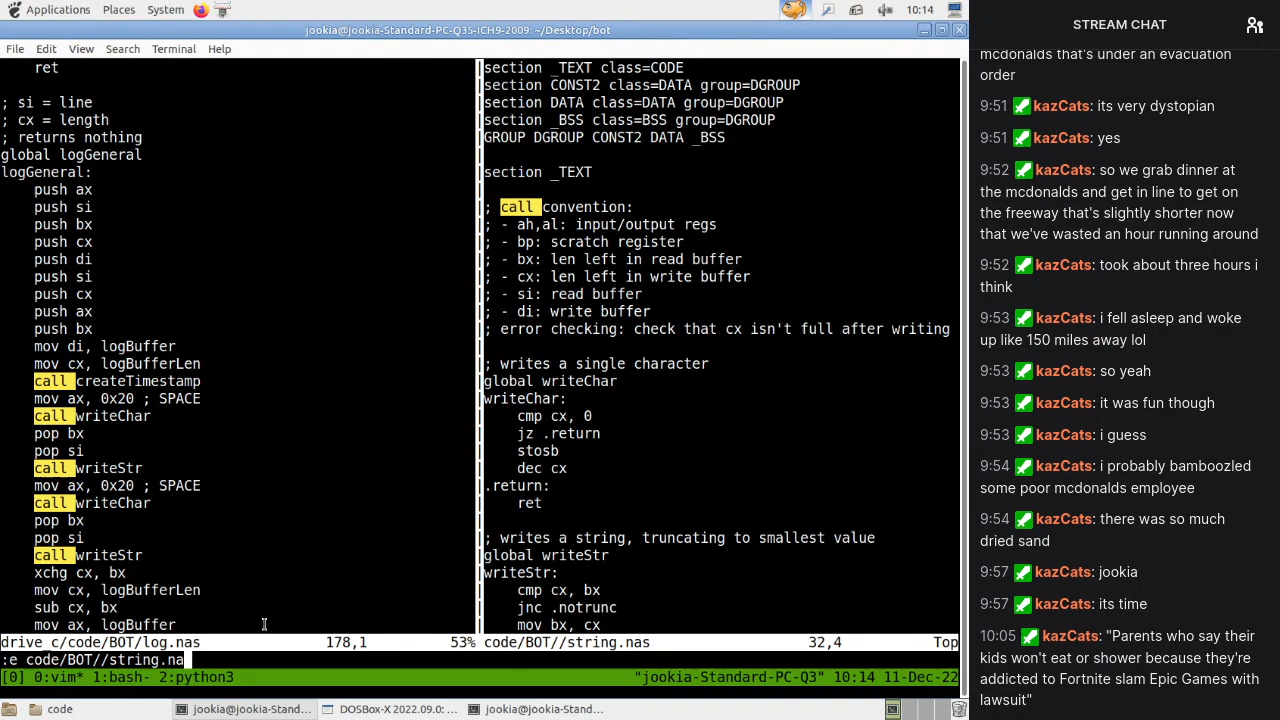 Applications Places System 10:14
jookia@jookia-Standard-PC-Q35-ICH9-2009: ~/Desktop/bot
File Edit View Search Terminal Help
ret
; si = line
; cx = length
; returns nothing
global logGeneral
logGeneral:
push ax
push si
push bx
push cx
push di
push si
push cx
push ax
push bx
mov di, logBuffer
mov cx, logBufferLen
call createTimestamp
mov ax, 0x20 ; SPACE
call writeChar
pop bx
pop si
call writeStr
mov ax, 0x20 ; SPACE
call writeChar
pop bx
pop si
call writeStr
xchg cx, bx
mov cx, logBufferLen
sub cx, bx
mov ax, logBuffer
drive_c/code/BOT/log.nas 178,1 53%
section _TEXT class=CODE
section CONST2 class=DATA group=DGROUP
section DATA class=DATA group=DGROUP
section _BSS class=BSS group=DGROUP
GROUP DGROUP CONST2 DATA _BSS
section _TEXT
; call convention:
; - ah,al: input/output regs
; - bp: scratch register
; - bx: len left in read buffer
; - cx: len left in write buffer
; - si: read buffer
; - di: write buffer
; error checking: check that cx isn't full after writing
; writes a single character
global writeChar
writeChar:
cmp cx, 0
jz .return
stosb
dec cx
.return:
ret
; writes a string, truncating to smallest value
global writeStr
writeStr:
cmp cx, bx
jnc .notrunc
mov bx, cx
code/BOT//string.nas 32,4 Top
:e code/BOT//string.na
[0] 0:vim* 1:bash- 2:python3 "jookia-Standard-PC-Q3" 10:14 11-Dec-22
code jookia@jookia-Stand... DOSBox-X 2022.09.0: ... jookia@jookia-Stand...
STREAM CHAT
mcdonalds that's under an evacuation
order
9:51 kazCats: its very dystopian
9:51 kazCats: yes
9:52 kazCats: so we grab dinner at
the mcdonalds and get in line to get on
the freeway that's slightly shorter now
that we've wasted an hour running around
9:52 kazCats: took about three hours i
think
9:53 kazCats: i fell asleep and woke
up like 150 miles away lol
9:53 kazCats: so yeah
9:53 kazCats: it was fun though
9:53 kazCats: i guess
9:54 kazCats: i probably bamboozled
some poor mcdonalds employee
9:54 kazCats: there was so much
dried sand
9:57 kazCats: jookia
9:57 kazCats: its time
10:05 kazCats: "Parents who say their
kids won't eat or shower because they're
addicted to Fortnite slam Epic Games with
lawsuit"